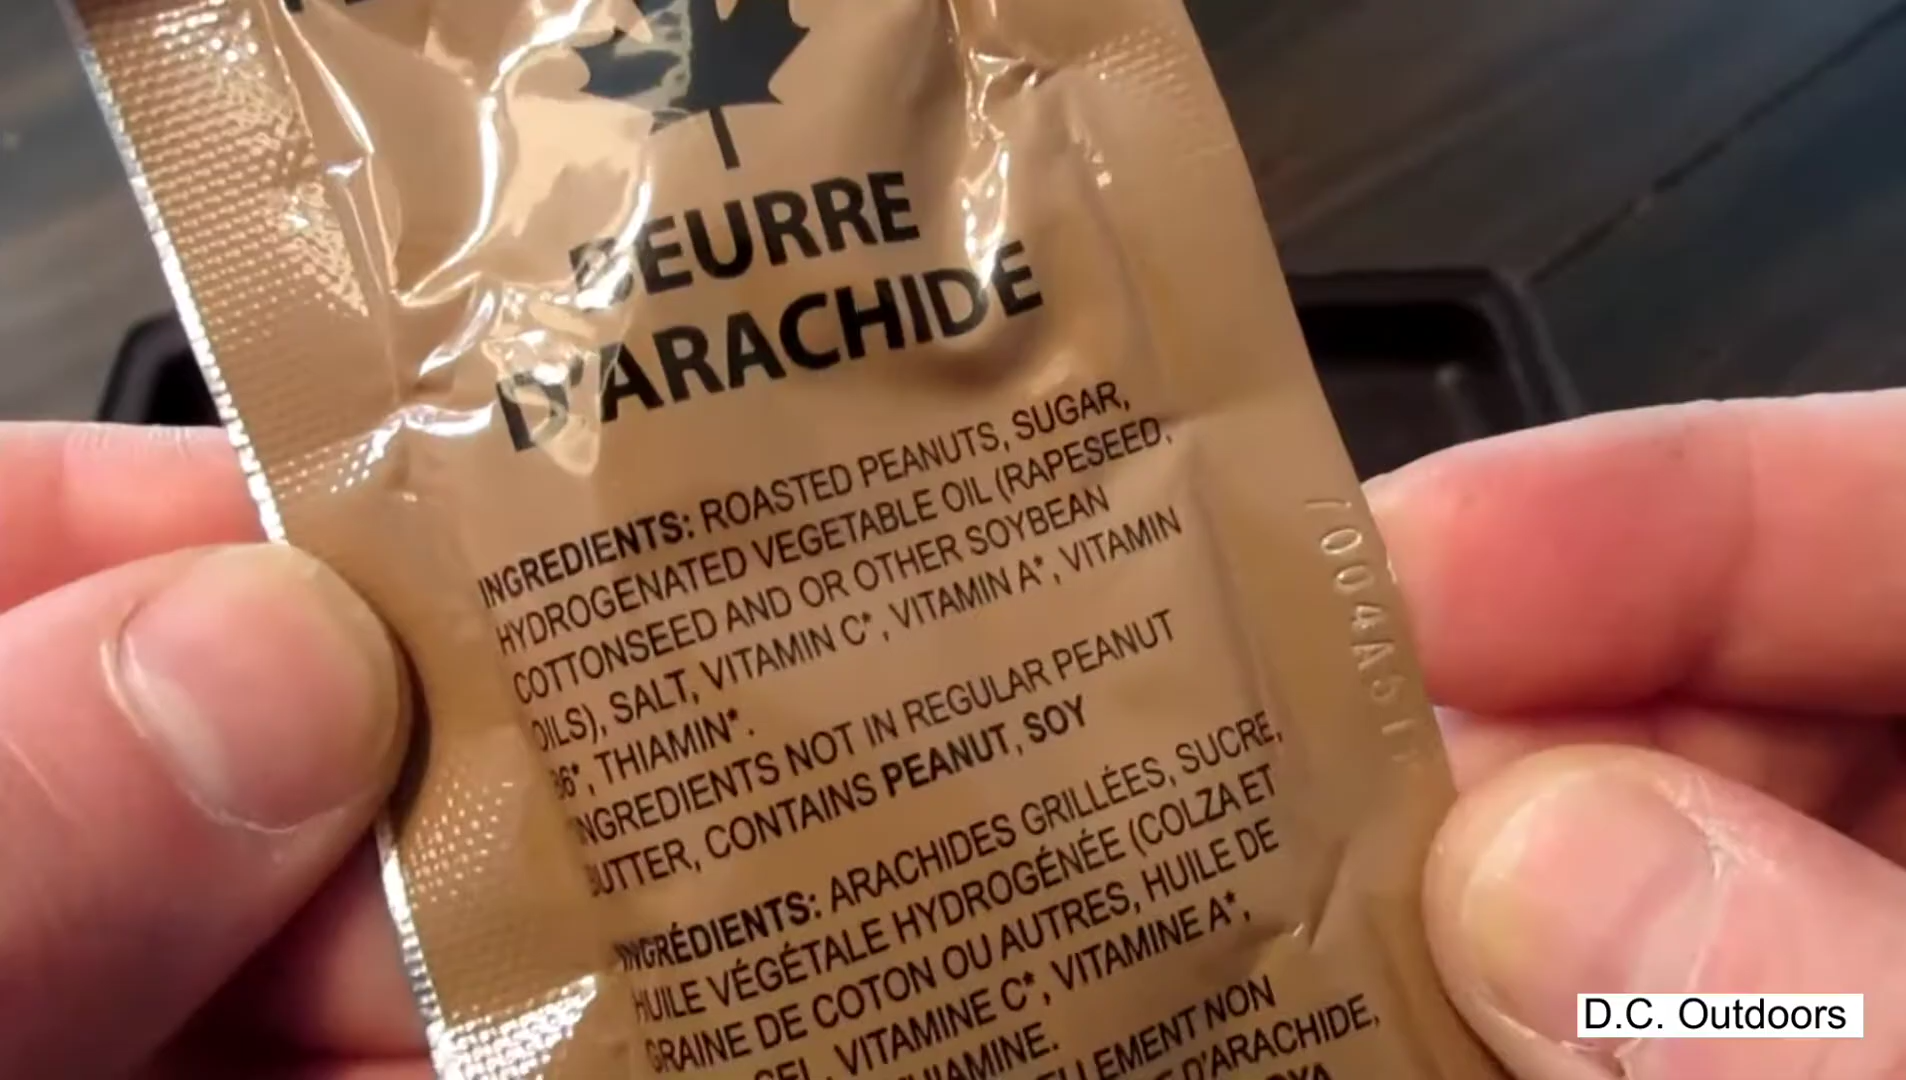 BEURRE
D'ARACHIDE
INGREDIENTS: ROASTED PEANUTS, SUGAR,
HYDROGENATED VEGETABLE OIL (RAPESEED,
COTTONSEED AND OR OTHER SOYBEAN
OILS), SALT, VITAMIN C*, VITAMIN A*, VITAMIN
B6*, THIAMIN*.
INGREDIENTS NOT IN REGULAR PEANUT
BUTTER, CONTAINS PEANUT, SOY
INGRÉDIENTS: ARACHIDES GRILLÉES, SUCRE,
HUILE VÉGÉTALE HYDROGÉNÉE (COLZA ET
GRAINE DE COTON OU AUTRES, HUILE DE
SEL, VITAMINE C*, VITAMINE A*,
THIAMINE.
NON
D'ARACHIDE,
D.C. Outdoors